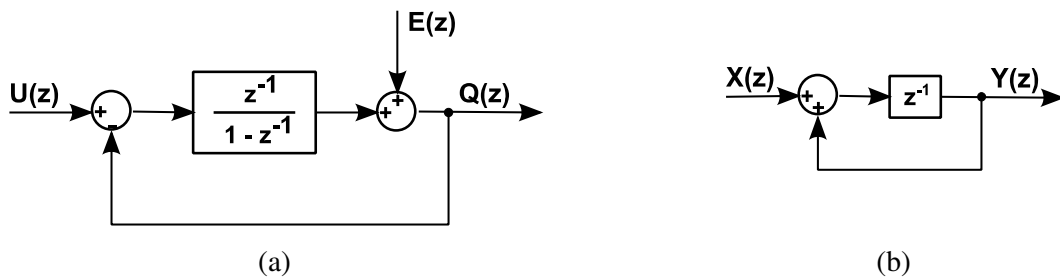 E(z)
U(z)
+
-
z⁻¹
1 - z⁻¹
+
+
Q(z)
X(z)
+
+
z⁻¹
Y(z)
(a)
(b)